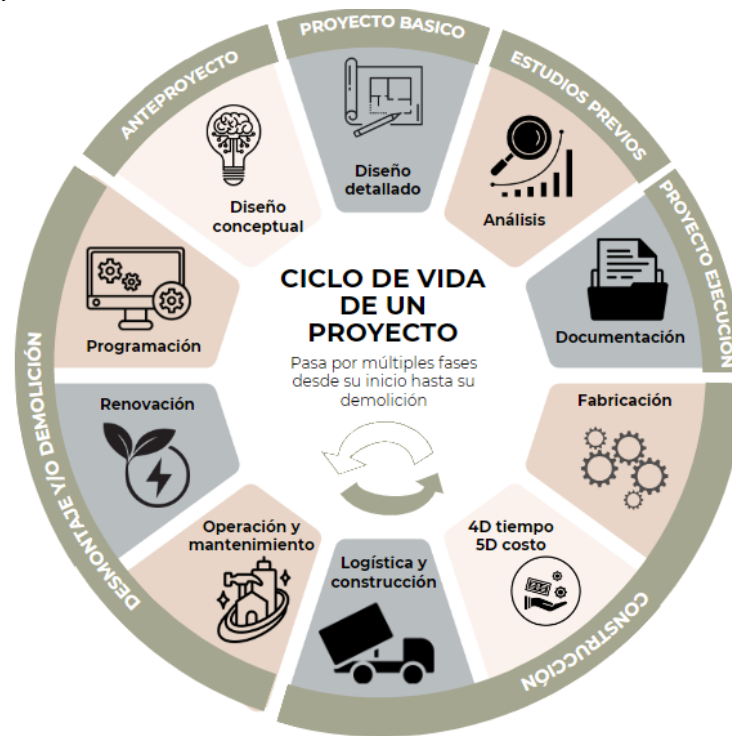 PROYECTO BASICO
ESTUDIOS PREVIOS
PROYECTO EJECUCIÓN
CONSTRUCCIÓN
DESMONTAJE Y/O DEMOLICIÓN
ANTEPROYECTO
Diseño
detallado
Análisis
Documentación
Fabricación
4D tiempo
5D costo
Logística y
construcción
Operación y
mantenimiento
Renovación
Programación
Diseño
conceptual
CICLO DE VIDA
DE UN
PROYECTO
Pasa por múltiples fases
desde su inicio hasta su
demolición